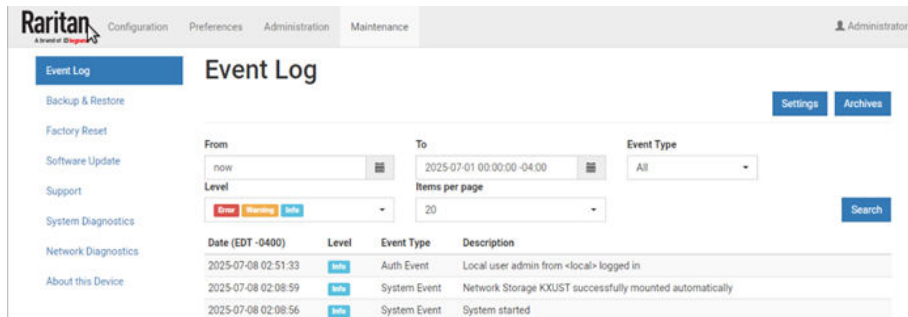 Raritan
A brand of legrand
Configuration Preferences Administration Maintenance Administrator
Event Log
Backup & Restore
Factory Reset
Software Update
Support
System Diagnostics
Network Diagnostics
About this Device
Event Log
Settings Archives
From To Event Type
now 2025-07-01 00:00:00 -04:00 All
Level Items per page
Error Warning Info 20 Search
Date (EDT -0400) Level Event Type Description
2025-07-08 02:51:33 Info Auth Event Local user admin from <local> logged in
2025-07-08 02:08:59 Info System Event Network Storage KXUST successfully mounted automatically
2025-07-08 02:08:56 Info System Event System started